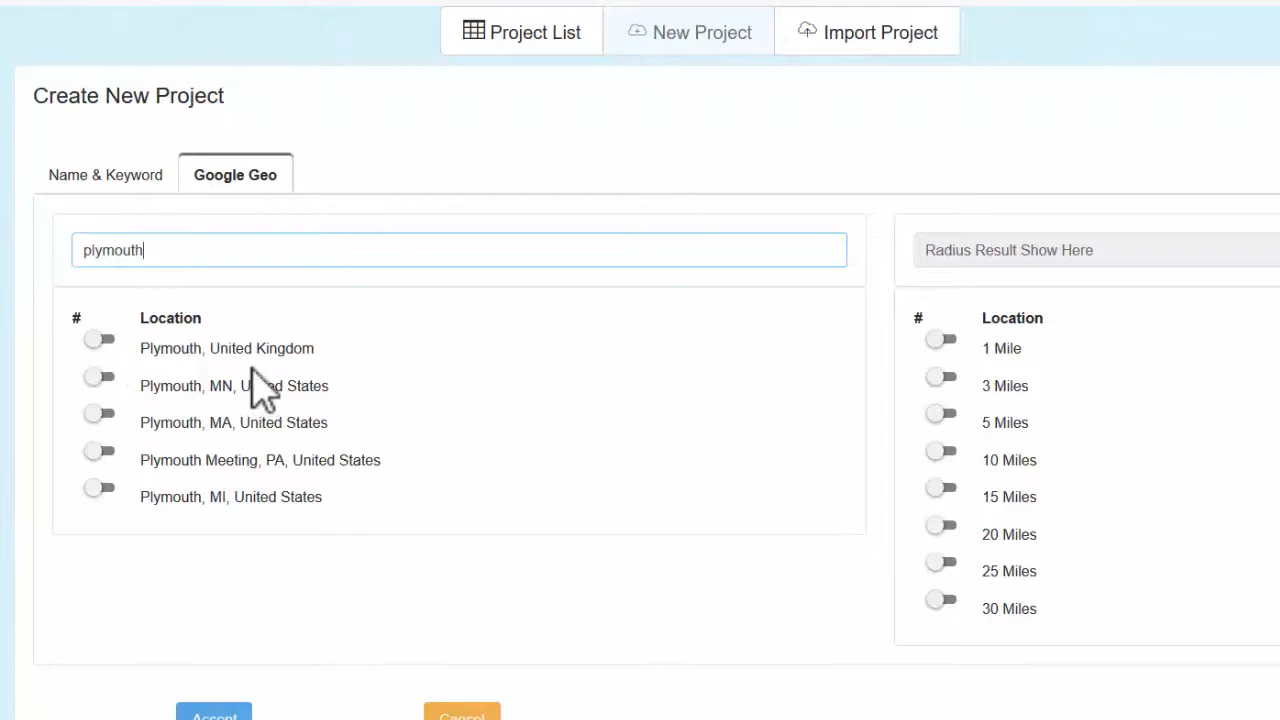 Project List
New Project
Import Project
Create New Project
Name & Keyword
Google Geo
plymouth
# Location
Plymouth, United Kingdom
Plymouth, MN, United States
Plymouth, MA, United States
Plymouth Meeting, PA, United States
Plymouth, MI, United States
Radius Result Show Here
# Location
1 Mile
3 Miles
5 Miles
10 Miles
15 Miles
20 Miles
25 Miles
30 Miles
Accept
Cancel